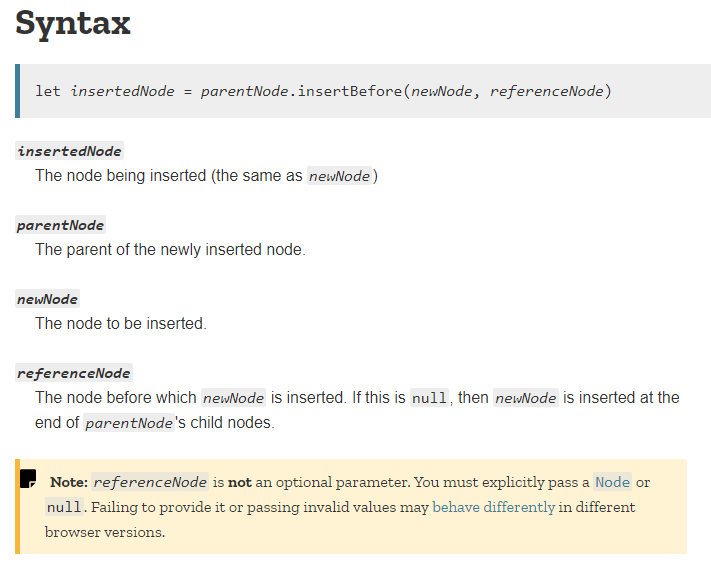 Syntax
let insertedNode = parentNode.insertBefore(newNode, referenceNode)
insertedNode
The node being inserted (the same as newNode)
parentNode
The parent of the newly inserted node.
newNode
The node to be inserted.
referenceNode
The node before which newNode is inserted. If this is null, then newNode is inserted at the
end of parentNode's child nodes.
Note: referenceNode is not an optional parameter. You must explicitly pass a Node or
null. Failing to provide it or passing invalid values may behave differently in different
browser versions.